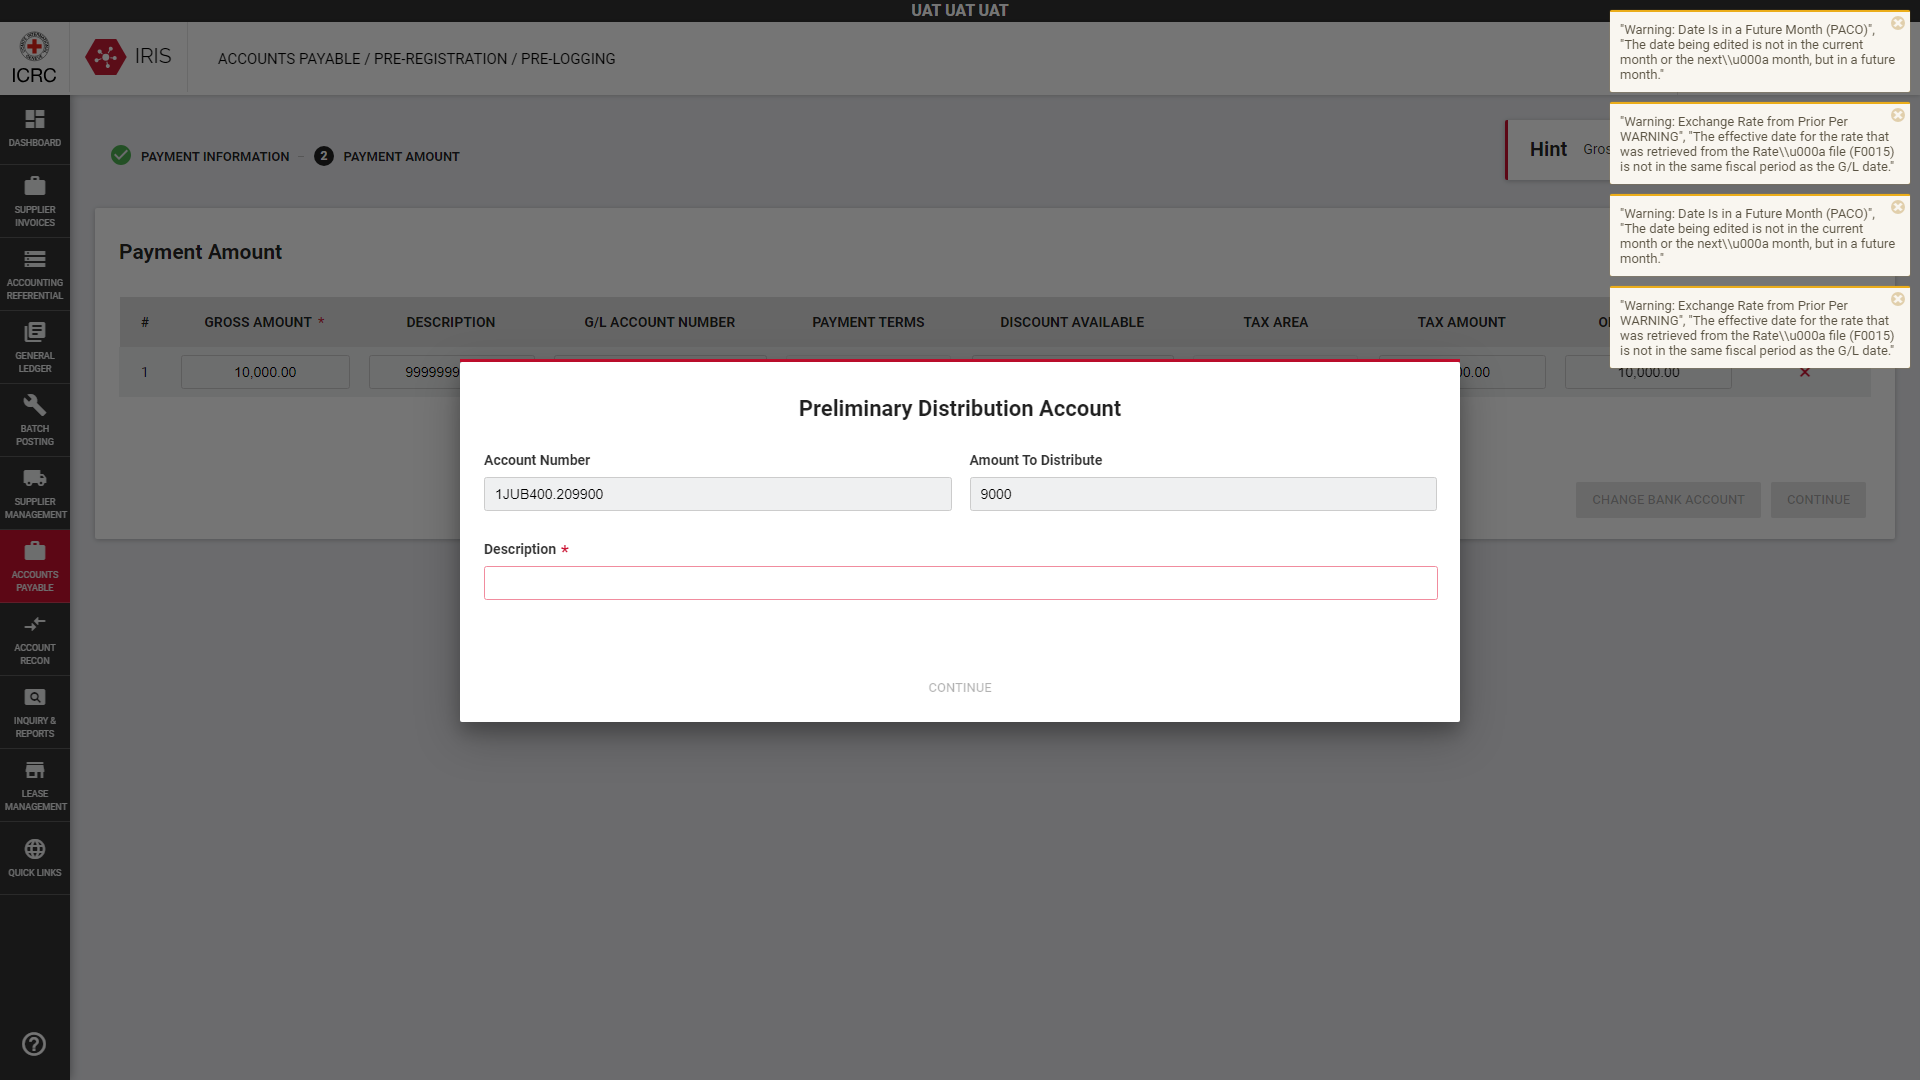 UAT UAT UAT
ICRC
IRIS
ACCOUNTS PAYABLE / PRE-REGISTRATION / PRE-LOGGING
"Warning: Date Is in a Future Month (PACO)",
"The date being edited is not in the current
month or the next\\u000a month, but in a future
month."
"Warning: Exchange Rate from Prior Per
WARNING", "The effective date for the rate that
was retrieved from the Rate\\u000a file (F0015)
is not in the same fiscal period as the G/L date."
"Warning: Date Is in a Future Month (PACO)",
"The date being edited is not in the current
month or the next\\u000a month, but in a future
month."
"Warning: Exchange Rate from Prior Per
WARNING", "The effective date for the rate that
was retrieved from the Rate\\u000a file (F0015)
is not in the same fiscal period as the G/L date."
DASHBOARD
SUPPLIER
INVOICES
ACCOUNTING
REFERENTIAL
GENERAL
LEDGER
BATCH
POSTING
SUPPLIER
MANAGEMENT
ACCOUNTS
PAYABLE
ACCOUNT
RECON
INQUIRY &
REPORTS
LEASE
MANAGEMENT
QUICK LINKS
PAYMENT INFORMATION
2 PAYMENT AMOUNT
Hint
Payment Amount
# GROSS AMOUNT * DESCRIPTION G/L ACCOUNT NUMBER PAYMENT TERMS DISCOUNT AVAILABLE TAX AREA TAX AMOUNT
1 10,000.00 9999999 10,000.00
Preliminary Distribution Account
Account Number
1JUB400.209900
Amount To Distribute
9000
Description *
CONTINUE
CHANGE BANK ACCOUNT
CONTINUE